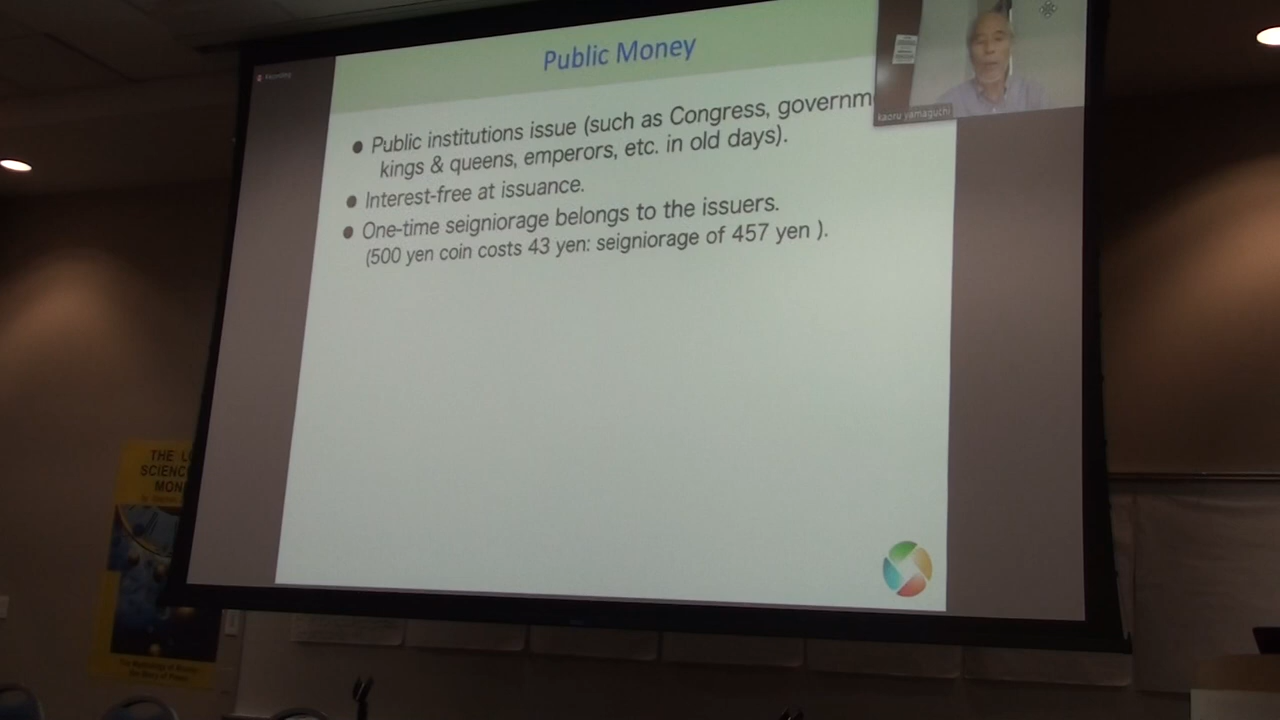 Public Money
Recording
kaoru yamaguchi
• Public institutions issue (such as Congress, governm
kings & queens, emperors, etc. in old days).
• Interest-free at issuance.
• One-time seigniorage belongs to the issuers.
(500 yen coin costs 43 yen: seigniorage of 457 yen ).
THE L
SCIENC
MON